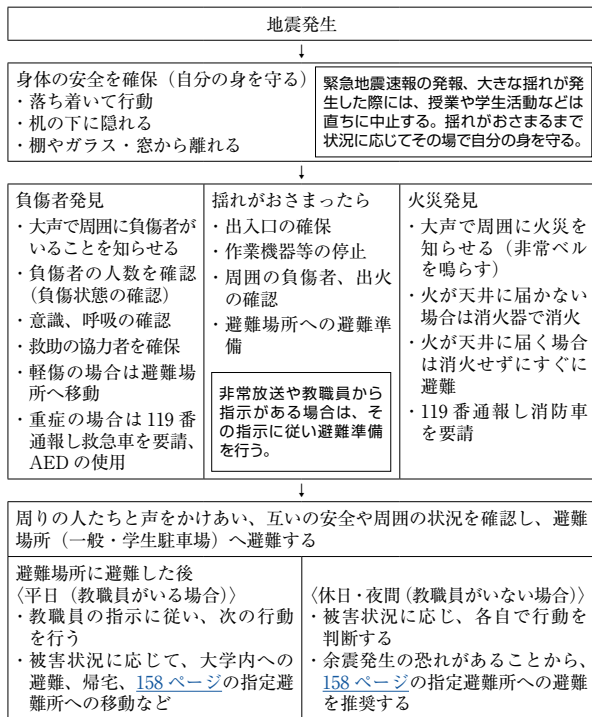 地震発生
↓
身体の安全を確保（自分の身を守る）
・落ち着いて行動
・机の下に隠れる
・棚やガラス・窓から離れる
緊急地震速報の発報、大きな揺れが発
生した際には、授業や学生活動などは
直ちに中止する。揺れがおさまるまで
状況に応じてその場で自分の身を守る。
↓
負傷者発見
・大声で周囲に負傷者が
いることを知らせる
・負傷者の人数を確認
（負傷状態の確認）
・意識、呼吸の確認
・救助の協力者を確保
・軽傷の場合は避難場
所へ移動
・重症の場合は 119 番
通報し救急車を要請、
AED の使用
揺れがおさまったら
・出入口の確保
・作業機器等の停止
・周囲の負傷者、出火
の確認
・避難場所への避難準
備
非常放送や教職員から
指示がある場合は、そ
の指示に従い避難準備
を行う。
火災発見
・大声で周囲に火災を
知らせる（非常ベル
を鳴らす）
・火が天井に届かない
場合は消火器で消火
・火が天井に届く場合
は消火せずにすぐに
避難
・119 番通報し消防車
を要請
↓
周りの人たちと声をかけあい、互いの安全や周囲の状況を確認し、避難
場所（一般・学生駐車場）へ避難する
避難場所に避難した後
〈平日（教職員がいる場合）〉
・教職員の指示に従い、次の行動
を行う
・被害状況に応じて、大学内への
避難、帰宅、158 ページの指定避
難所への移動など
〈休日・夜間（教職員がいない場合）〉
・被害状況に応じ、各自で行動を
判断する
・余震発生の恐れがあることから、
158 ページの指定避難所への避難
を推奨する